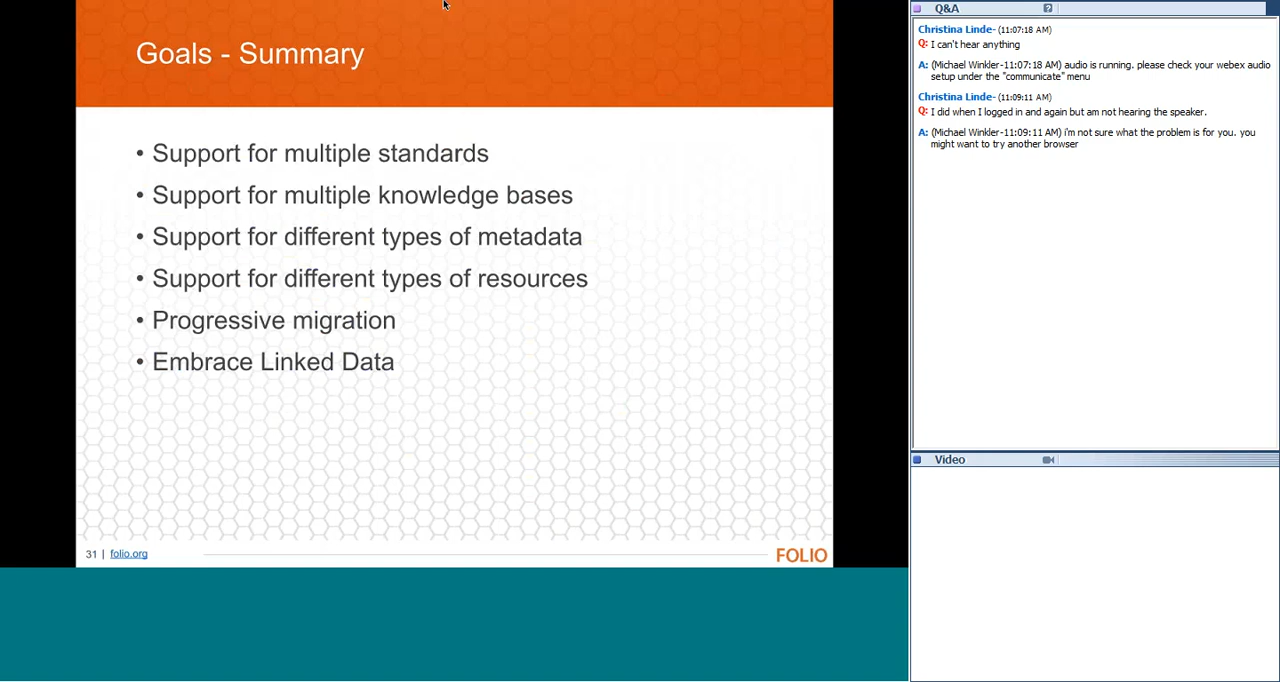 Goals - Summary
• Support for multiple standards
• Support for multiple knowledge bases
• Support for different types of metadata
• Support for different types of resources
• Progressive migration
• Embrace Linked Data
31 | folio.org
FOLIO
Q&A
Christina Linde- (11:07:18 AM)
Q: I can't hear anything
A: (Michael Winkler-11:07:18 AM) audio is running. please check your webex audio
setup under the "communicate" menu
Christina Linde- (11:09:11 AM)
Q: I did when I logged in and again but am not hearing the speaker.
A: (Michael Winkler-11:09:11 AM) i'm not sure what the problem is for you. you
might want to try another browser
Video